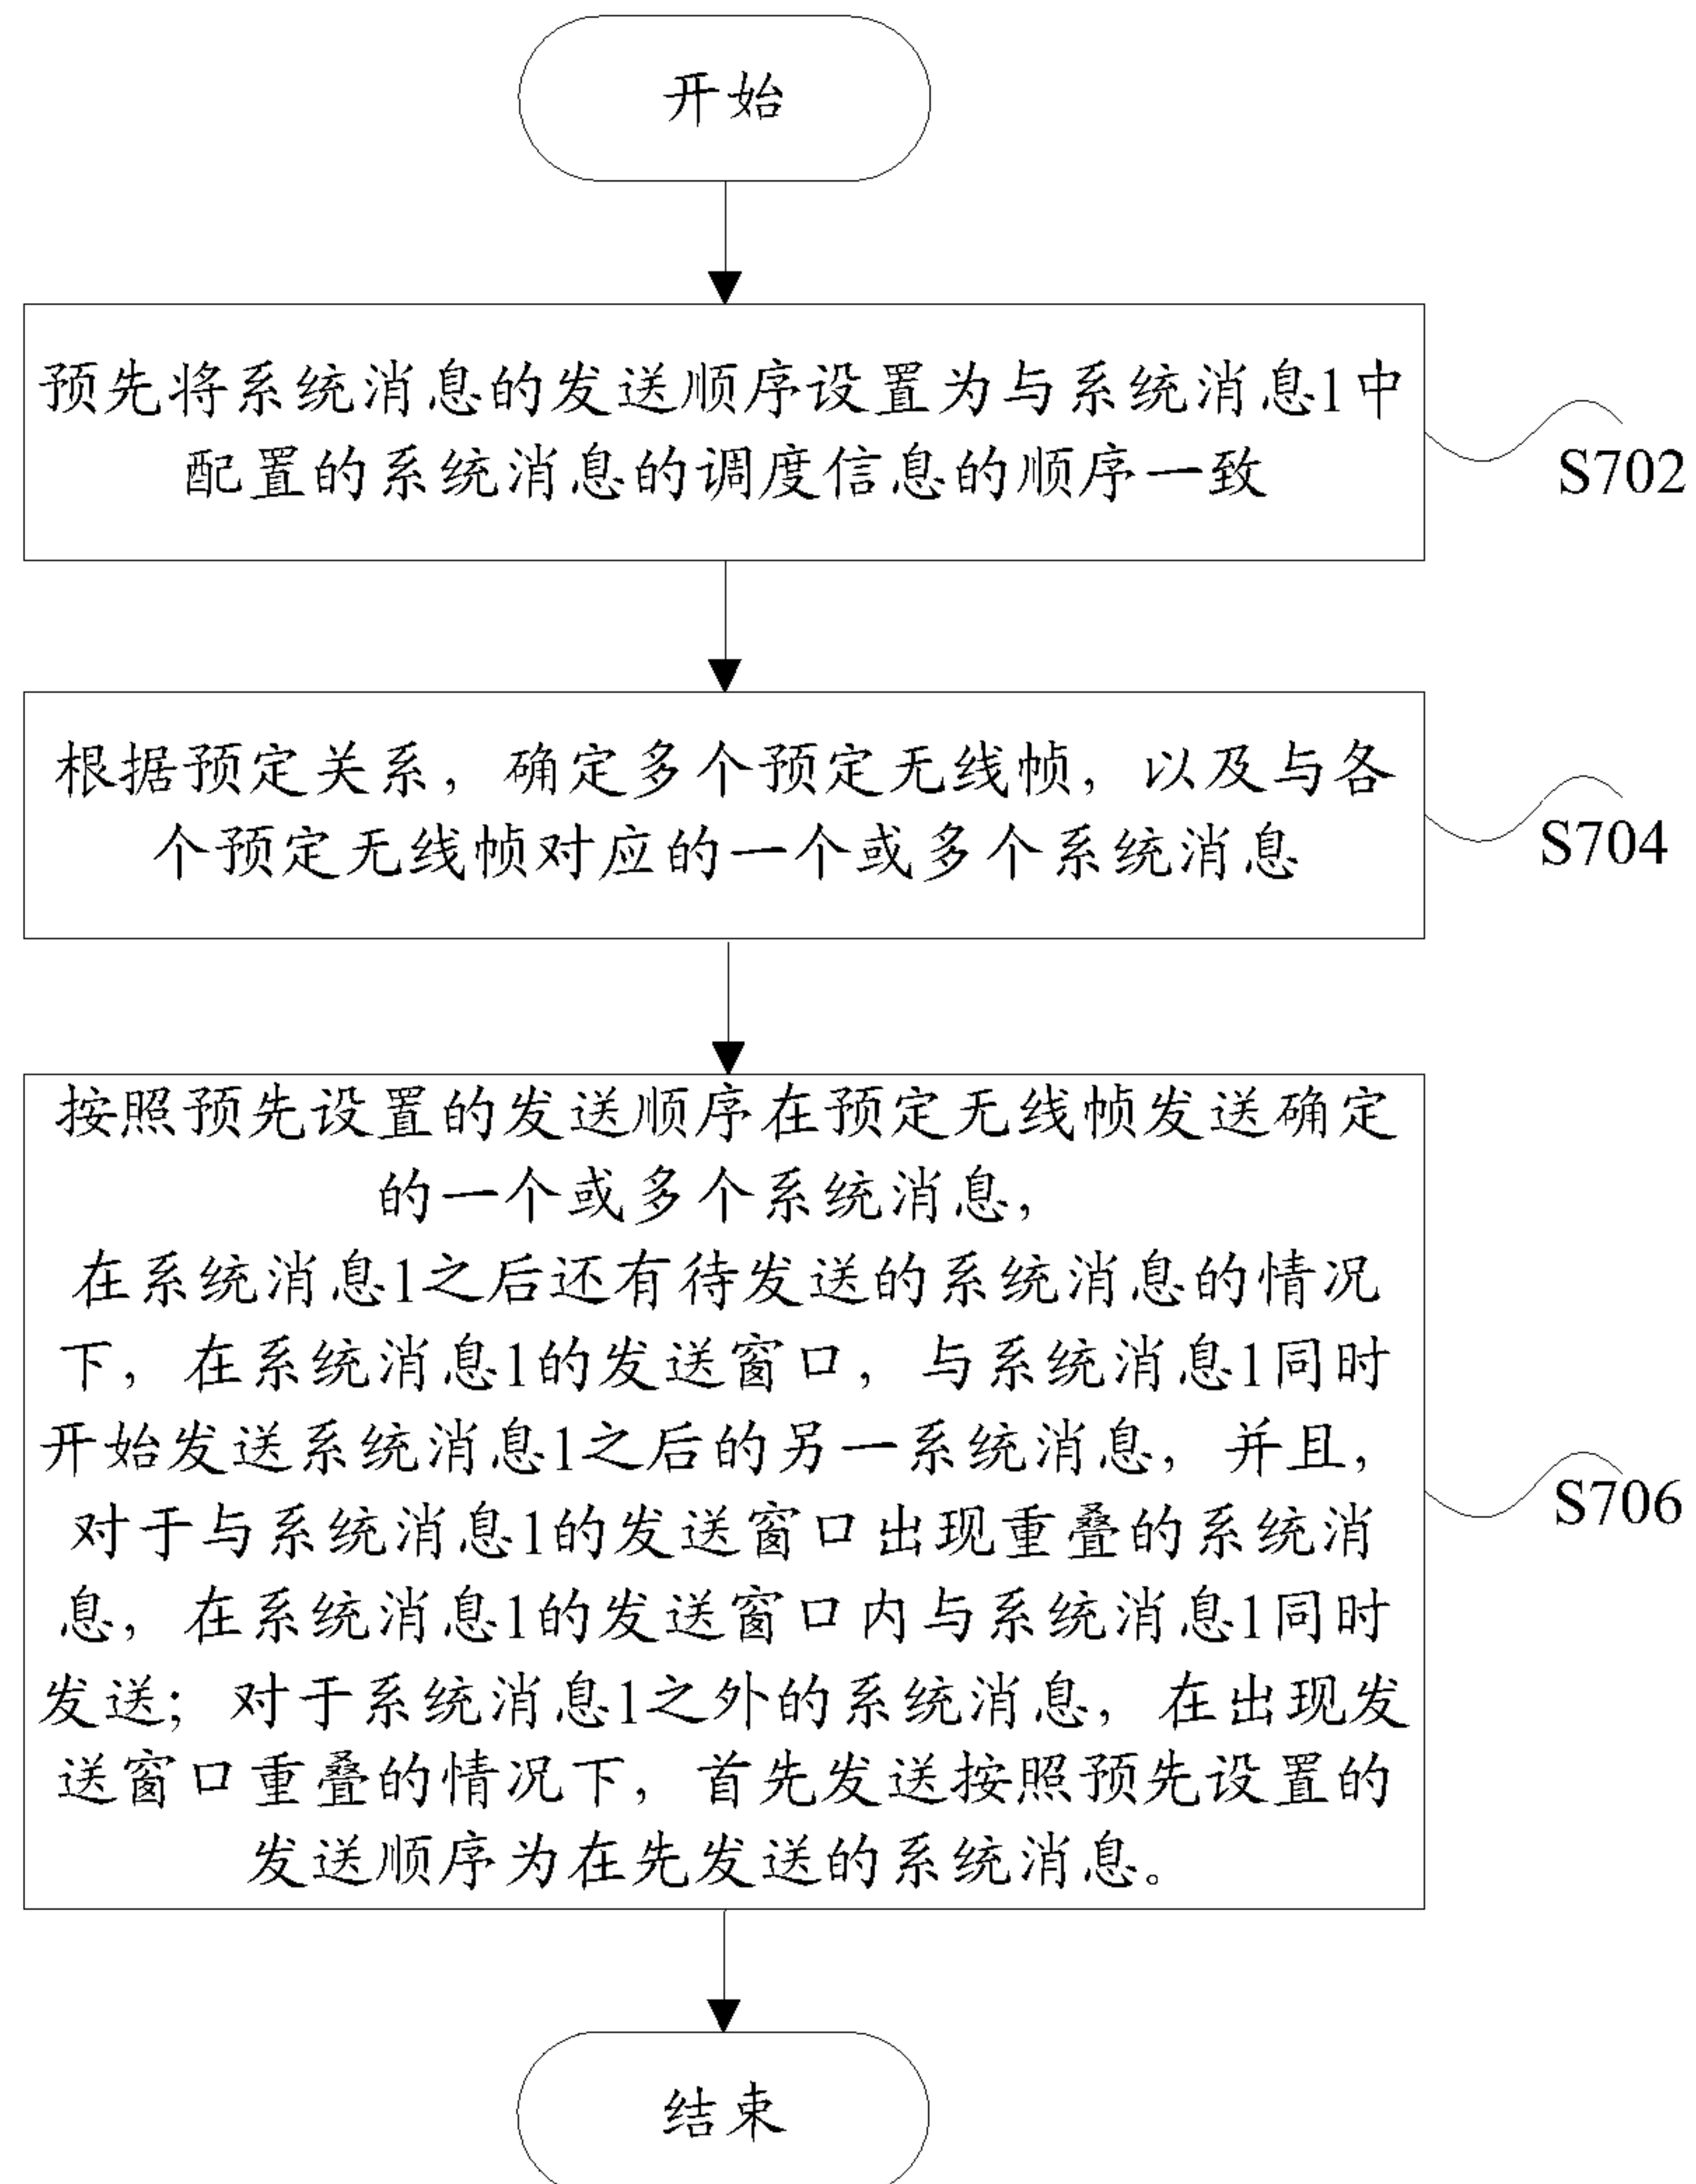 开始
预先将系统消息的发送顺序设置为与系统消息1中
配置的系统消息的调度信息的顺序一致
S702
根据预定关系，确定多个预定无线帧，以及与各
个预定无线帧对应的一个或多个系统消息
S704
按照预先设置的发送顺序在预定无线帧发送确定
的一个或多个系统消息，
在系统消息1之后还有待发送的系统消息的情况
下，在系统消息1的发送窗口，与系统消息1同时
开始发送系统消息1之后的另一系统消息，并且，
对于与系统消息1的发送窗口出现重叠的系统消
息，在系统消息1的发送窗口内与系统消息1同时
发送；对于系统消息1之外的系统消息，在出现发
送窗口重叠的情况下，首先发送按照预先设置的
发送顺序为在先发送的系统消息。
S706
结束